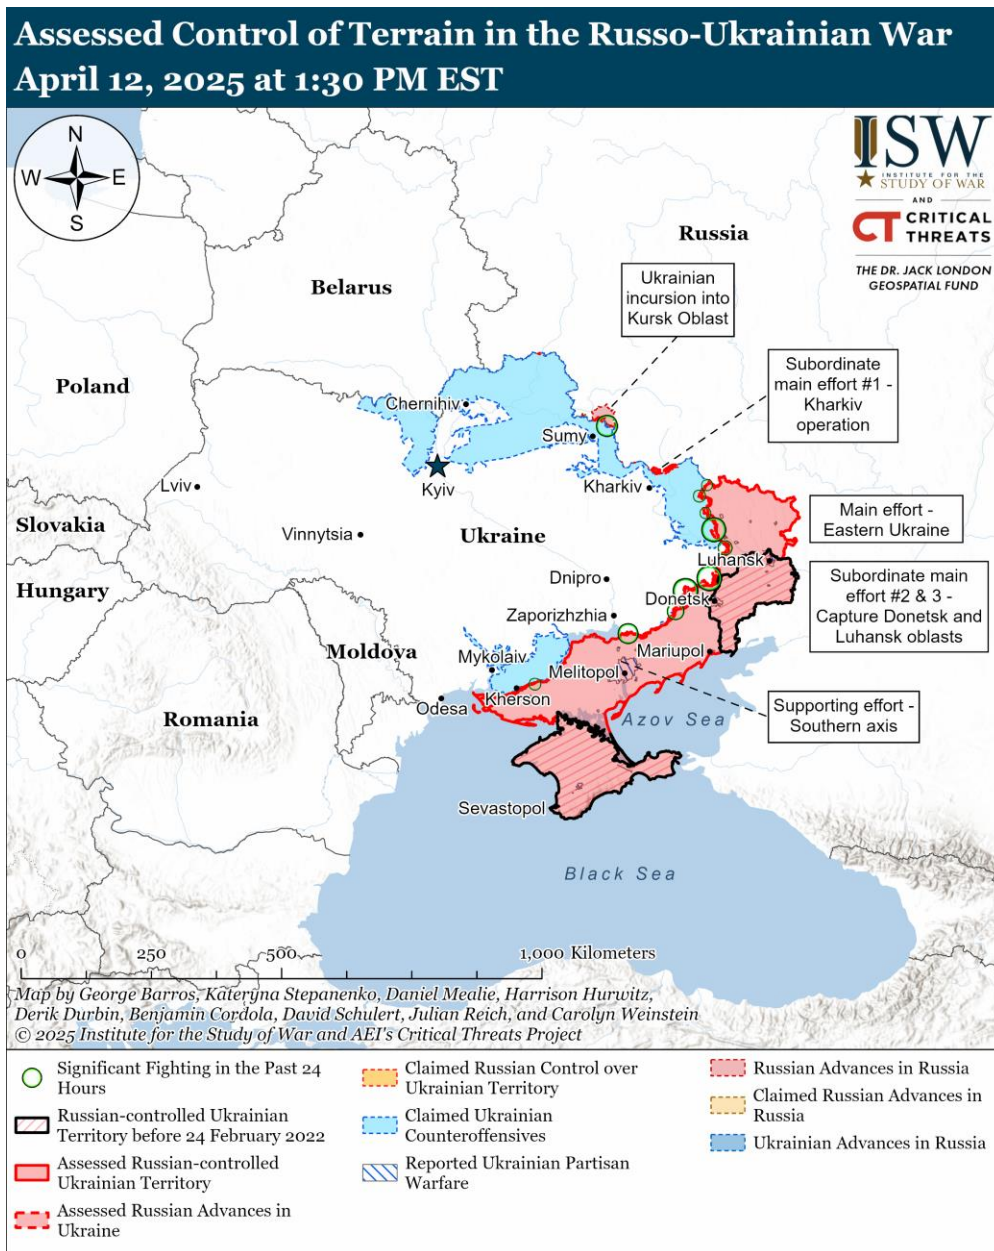 Assessed Control of Terrain in the Russo-Ukrainian War
April 12, 2025 at 1:30 PM EST
N
W
E
S
ISW
INSTITUTE FOR THE
STUDY OF WAR
AND
CT CRITICAL
THREATS
THE DR. JACK LONDON
GEOSPATIAL FUND
Russia
Belarus
Ukrainian
incursion into
Kursk Oblast
Subordinate
main effort #1 -
Kharkiv
operation
Poland
Chernihiv
Sumy
Kyiv
Lviv
Kharkiv
Slovakia
Vinnytsia
Ukraine
Main effort -
Eastern Ukraine
Luhansk
Hungary
Dnipro
Donetsk
Subordinate main
effort #2 & 3 -
Capture Donetsk and
Luhansk oblasts
Zaporizhzhia
Moldova
Mykolaiv
Mariupol
Melitopol
Kherson
Odesa
Romania
Azov Sea
Supporting effort -
Southern axis
Sevastopol
Black Sea
0 250 500 1,000 Kilometers
Map by George Barros, Kateryna Stepanenko, Daniel Mealie, Harrison Hurwitz,
Derik Durbin, Benjamin Cordola, David Schulert, Julian Reich, and Carolyn Weinstein
© 2025 Institute for the Study of War and AEI's Critical Threats Project
Significant Fighting in the Past 24
Hours
Russian-controlled Ukrainian
Territory before 24 February 2022
Assessed Russian-controlled
Ukrainian Territory
Assessed Russian Advances in
Ukraine
Claimed Russian Control over
Ukrainian Territory
Claimed Ukrainian
Counteroffensives
Reported Ukrainian Partisan
Warfare
Russian Advances in Russia
Claimed Russian Advances in
Russia
Ukrainian Advances in Russia